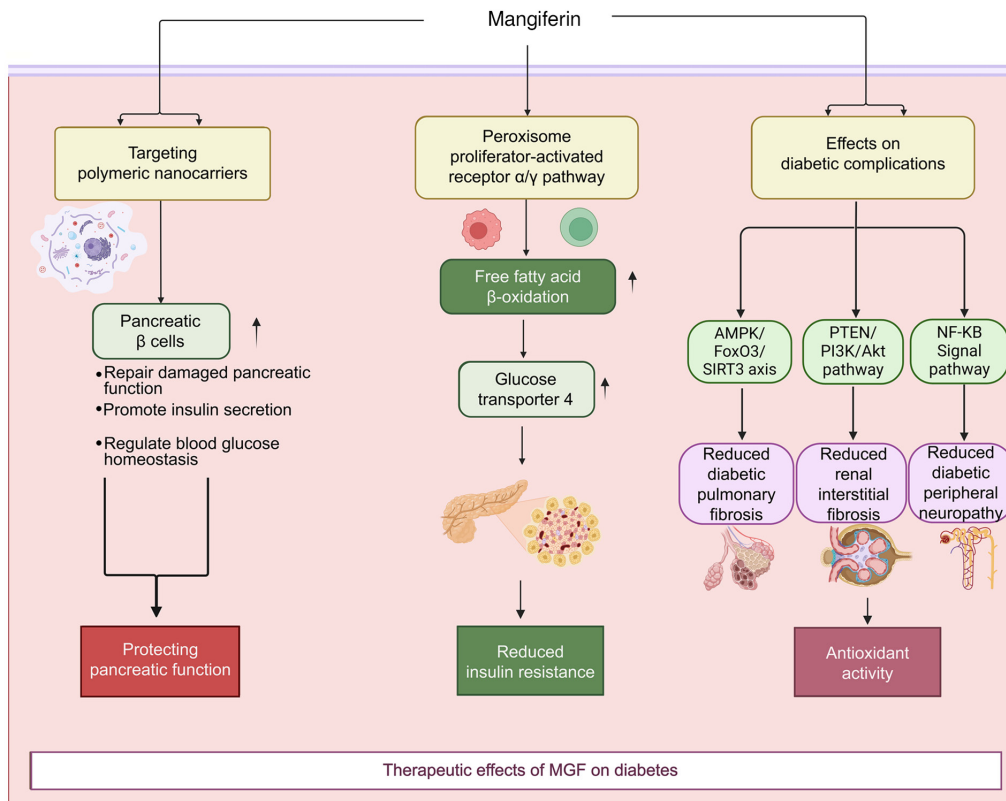 Mangiferin
Targeting
polymeric nanocarriers
Pancreatic
β cells
•Repair damaged pancreatic
function
•Promote insulin secretion
•Regulate blood glucose
homeostasis
Protecting
pancreatic function
Peroxisome
proliferator-activated
receptor α/γ pathway
Free fatty acid
β-oxidation
Glucose
transporter 4
Reduced
insulin resistance
Effects on
diabetic complications
AMPK/
FoxO3/
SIRT3 axis
PTEN/
PI3K/Akt
pathway
NF-KB
Signal
pathway
Reduced
diabetic
pulmonary
fibrosis
Reduced
renal
interstitial
fibrosis
Reduced
diabetic
peripheral
neuropathy
Antioxidant
activity
Therapeutic effects of MGF on diabetes